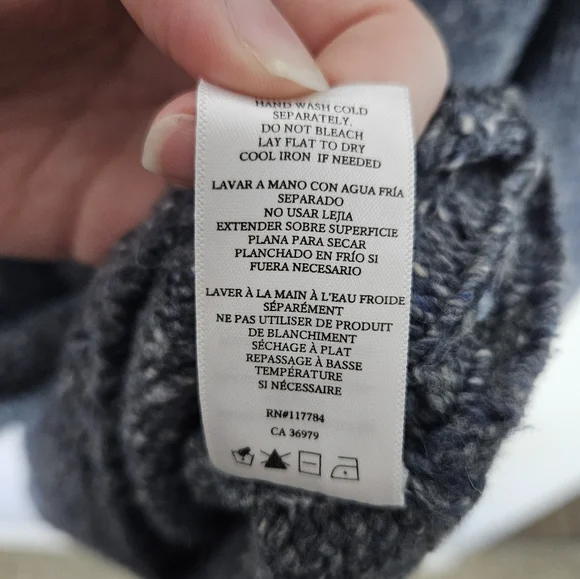 HAND WASH COLD
SEPARATELY.
DO NOT BLEACH
LAY FLAT TO DRY
COOL IRON IF NEEDED
LAVAR A MANO CON AGUA FRÍA
SEPARADO
NO USAR LEJIA
EXTENDER SOBRE SUPERFICIE
PLANA PARA SECAR
PLANCHADO EN FRÍO SI
FUERA NECESARIO
LAVER À LA MAIN À L'EAU FROIDE
SÉPARÉMENT
NE PAS UTILISER DE PRODUIT
DE BLANCHIMENT
SÉCHAGE À PLAT
REPASSAGE À BASSE
TEMPÉRATURE
SI NÉCESSAIRE
RN#117784
CA 36979